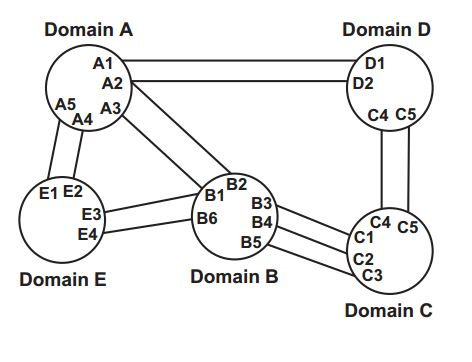 Domain A
A1
A2
A3
A4
A5
Domain D
D1
D2
C4 C5
E1 E2
E3
E4
Domain E
B1
B2
B3
B4
B5
B6
Domain B
C4 C5
C1
C2
C3
Domain C